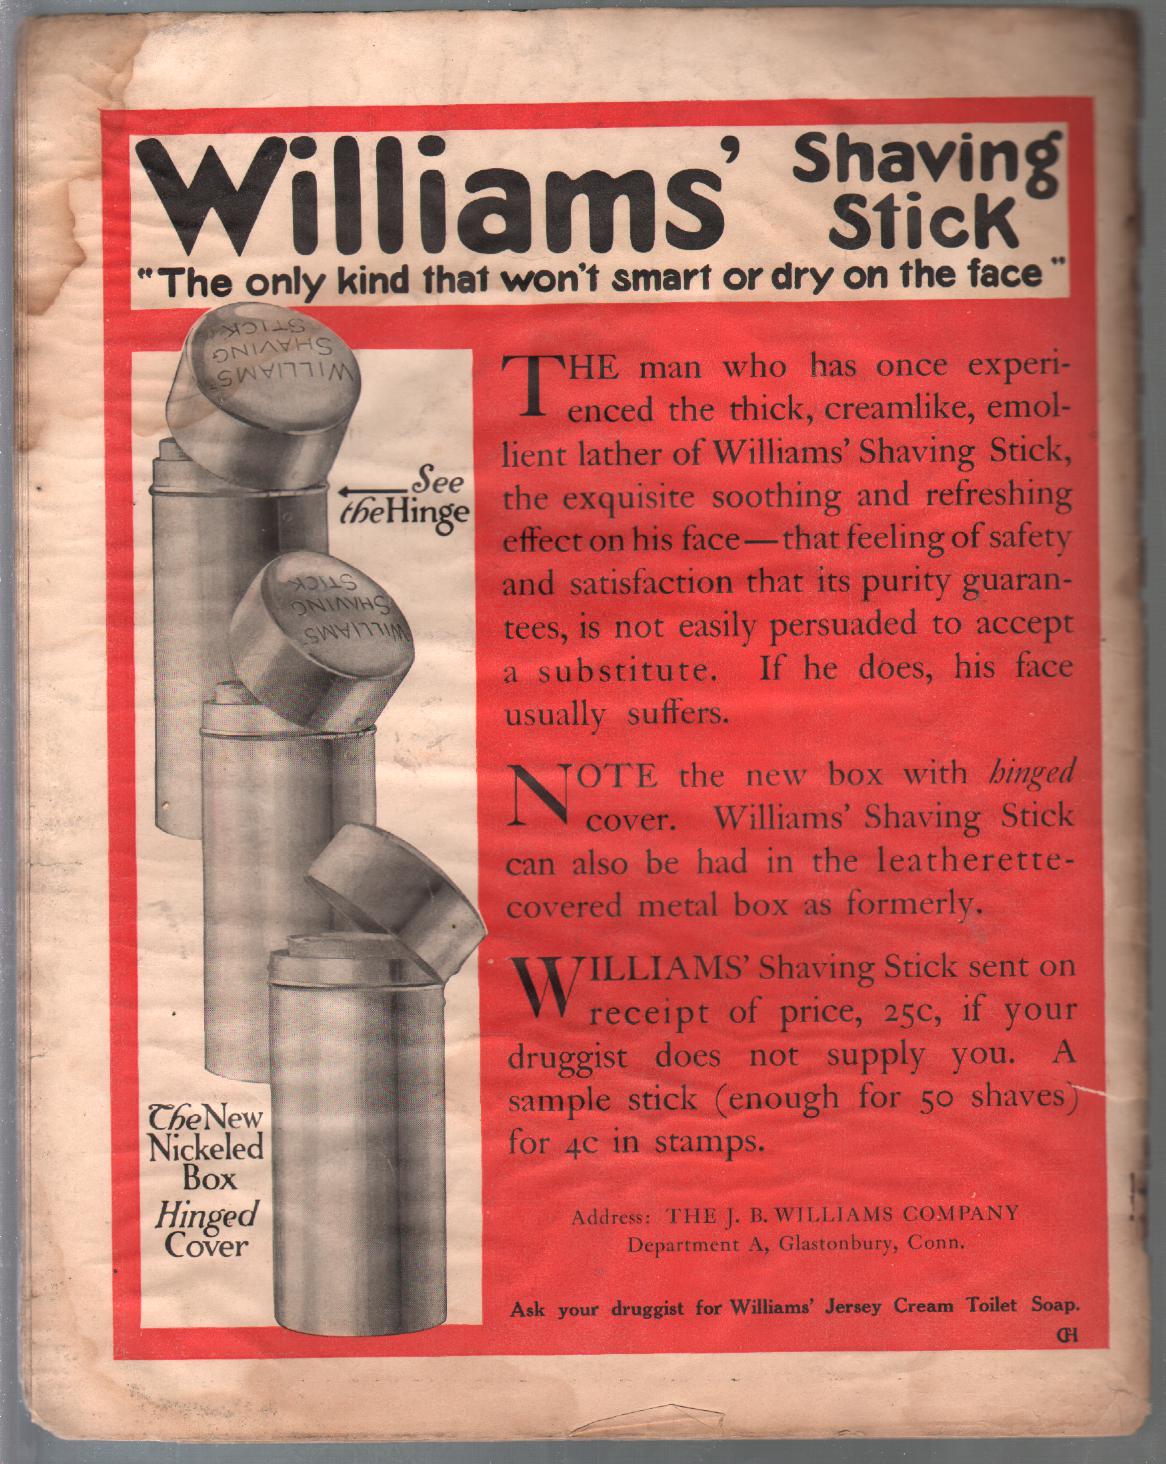 Williams' Shaving
Stick
"The only kind that won't smart or dry on the face"
WILLIAMS'
SHAVING
STICK
See
the Hinge
WILLIAMS'
SHAVING
STICK
The New
Nickeled
Box
Hinged
Cover
THE man who has once experi-
enced the thick, creamlike, emol-
lient lather of Williams' Shaving Stick,
the exquisite soothing and refreshing
effect on his face—that feeling of safety
and satisfaction that its purity guaran-
tees, is not easily persuaded to accept
a substitute. If he does, his face
usually suffers.
NOTE the new box with hinged
cover. Williams' Shaving Stick
can also be had in the leatherette-
covered metal box as formerly.
WILLIAMS' Shaving Stick sent on
receipt of price, 25c, if your
druggist does not supply you. A
sample stick (enough for 50 shaves)
for 4c in stamps.
Address: THE J. B. WILLIAMS COMPANY
Department A, Glastonbury, Conn.
Ask your druggist for Williams' Jersey Cream Toilet Soap.
CH